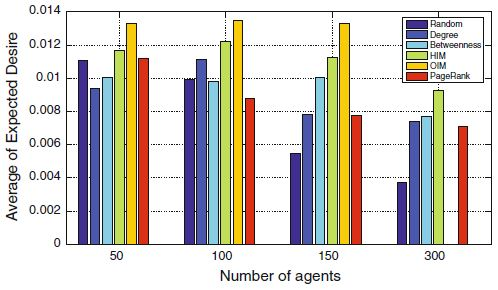 0.014
0.012
0.01
0.008
0.006
0.004
0.002
0
Average of Expected Desire
Random
Degree
Betweenness
HIM
OIM
PageRank
50 100 150 300
Number of agents